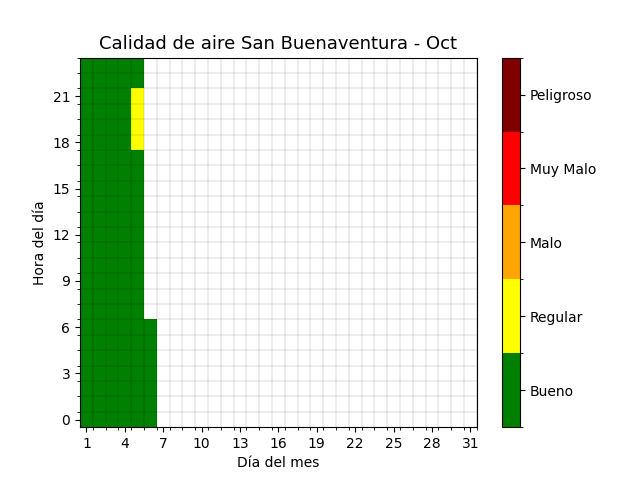 Calidad de aire San Buenaventura - Oct
Hora del día
21
18
15
12
9
6
3
0
1 4 7 10 13 16 19 22 25 28 31
Día del mes
Peligroso
Muy Malo
Malo
Regular
Bueno